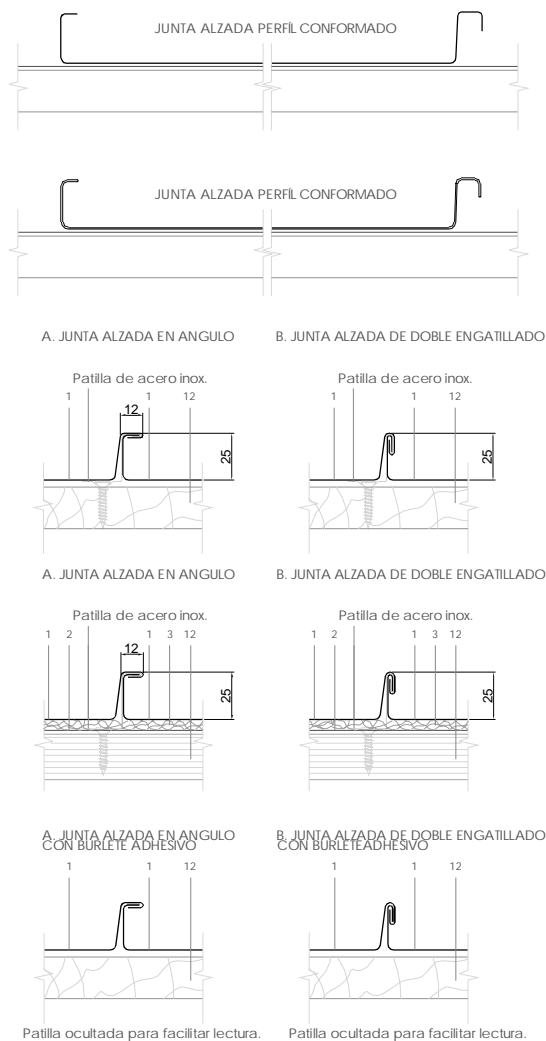 JUNTA ALZADA PERFÍL CONFORMADO
JUNTA ALZADA PERFÍL CONFORMADO
A. JUNTA ALZADA EN ANGULO
B. JUNTA ALZADA DE DOBLE ENGATILLADO
Patilla de acero inox.
Patilla de acero inox.
1 1 12
1 1 12
12
25
25
A. JUNTA ALZADA EN ANGULO
B. JUNTA ALZADA DE DOBLE ENGATILLADO
Patilla de acero inox.
Patilla de acero inox.
1 2 1 3 12
1 2 1 3 12
12
25
25
A. JUNTA ALZADA EN ANGULO
CON BURLETE ADHESIVO
B. JUNTA ALZADA DE DOBLE ENGATILLADO
CON BURLETEADHESIVO
1 1 12
1 1 12
Patilla ocultada para facilitar lectura.
Patilla ocultada para facilitar lectura.